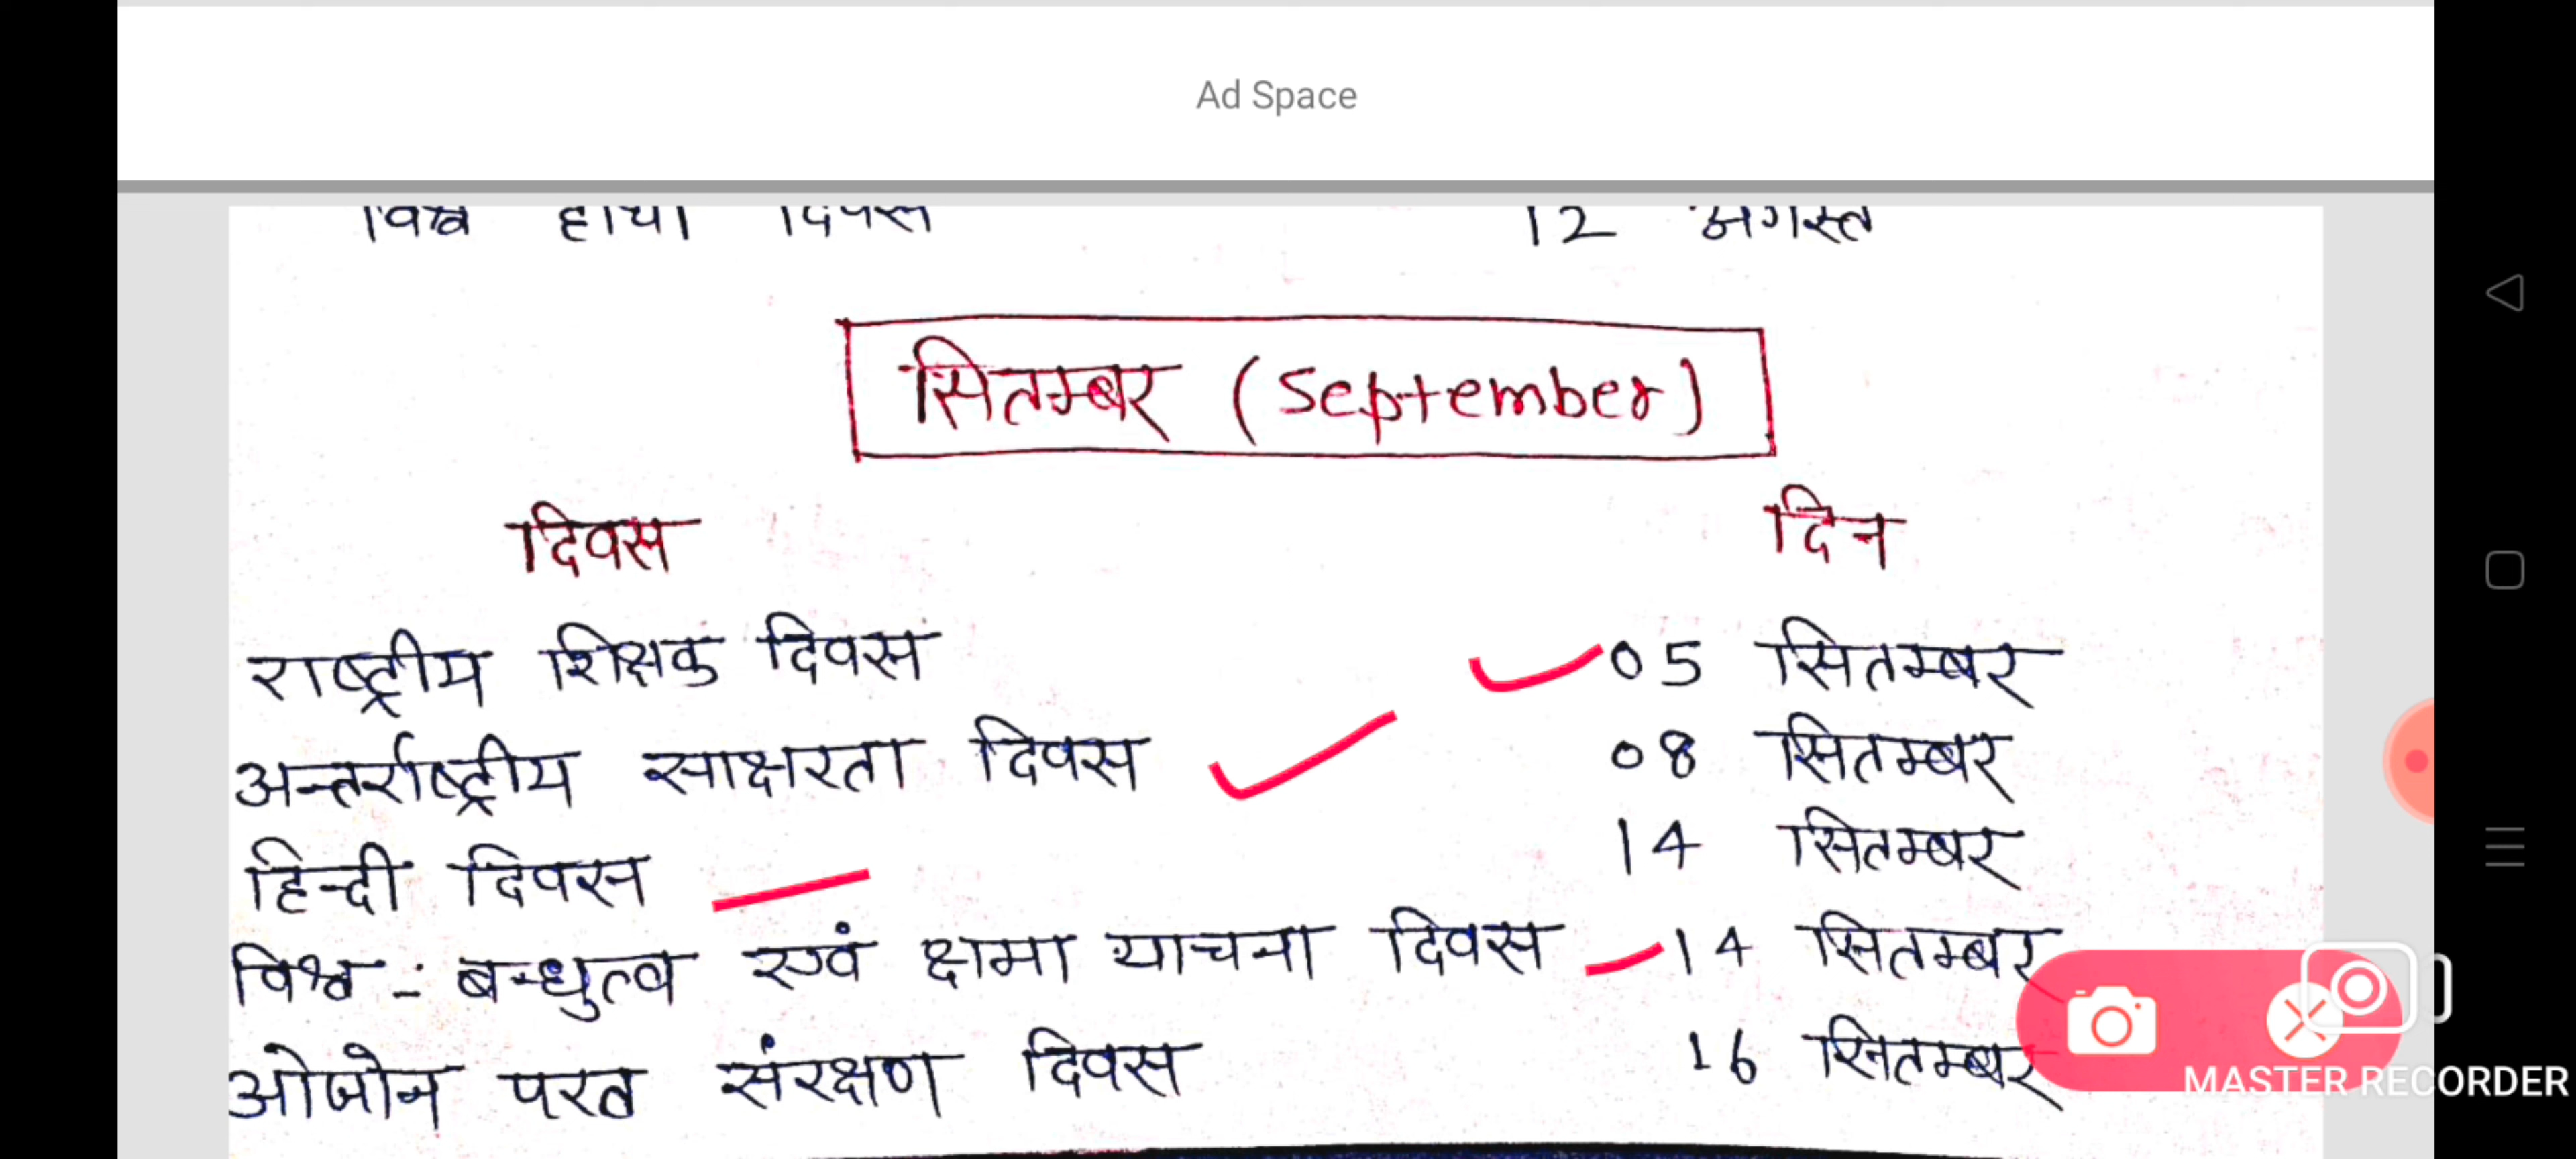 Ad Space
विश्व हाथी दिवस 12 अगस्त
सितम्बर (September)
दिवस दिन
राष्ट्रीय शिक्षक दिवस 05 सितम्बर
अन्तर्राष्ट्रीय साक्षरता दिवस 08 सितम्बर
हिन्दी दिवस 14 सितम्बर
विश्व - बन्धुत्व एवं क्षमा याचना दिवस 14 सितम्बर
ओजोन परत संरक्षण दिवस 16 सितम्बर
MASTER RECORDER